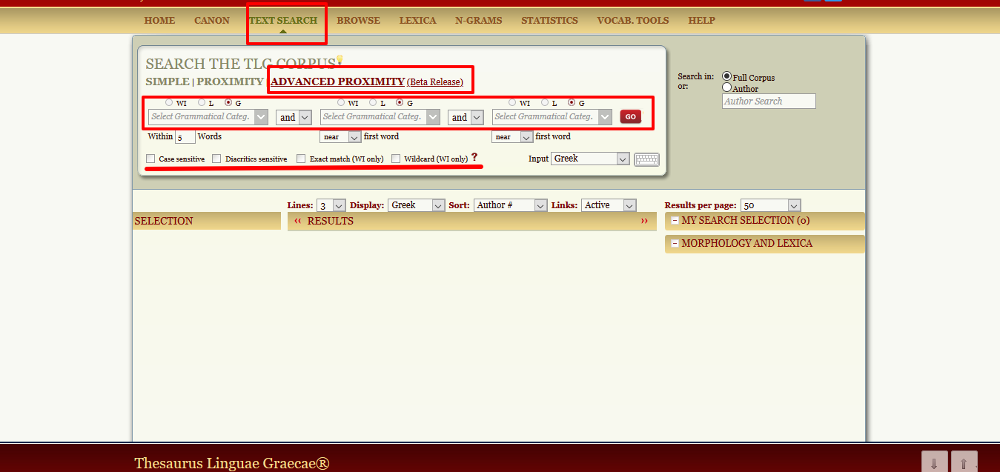 HOME CANON TEXT SEARCH BROWSE LEXICA N-GRAMS STATISTICS VOCAB. TOOLS HELP
SEARCH THE TLG CORPUS
SIMPLE | PROXIMITY ADVANCED PROXIMITY (Beta Release)
WI L G WI L G WI L G
Select Grammatical Categ. and Select Grammatical Categ. and Select Grammatical Categ. GO
Within 5 Words near first word near first word
Case sensitive Diacritics sensitive Exact match (WI only) Wildcard (WI only) ? Input Greek
Search in: Full Corpus
or: Author
Author Search
Lines: 3 Display: Greek Sort: Author # Links: Active Results per page: 50
SELECTION ‹‹ RESULTS ›› MY SEARCH SELECTION (0)
MORPHOLOGY AND LEXICA
Thesaurus Linguae Graecae®